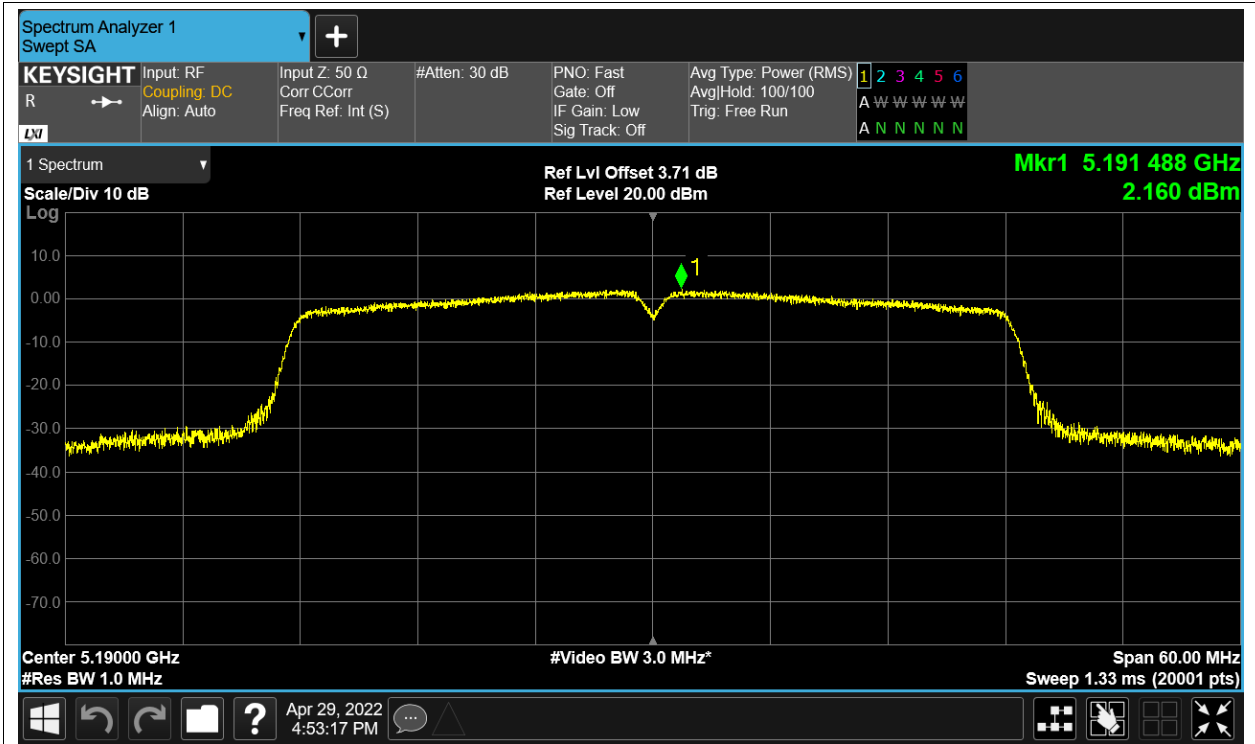 Spectrum Analyzer 1
Swept SA
KEYSIGHT
R
LXI
Input: RF
Coupling: DC
Align: Auto
Input Z: 50 Ω
Corr CCorr
Freq Ref: Int (S)
#Atten: 30 dB
PNO: Fast
Gate: Off
IF Gain: Low
Sig Track: Off
Avg Type: Power (RMS)
Avg|Hold: 100/100
Trig: Free Run
1 2 3 4 5 6
A W W W W W
A N N N N N
1 Spectrum
Scale/Div 10 dB
Log
Ref Lvl Offset 3.71 dB
Ref Level 20.00 dBm
Mkr1 5.191 488 GHz
2.160 dBm
1
10.0
0.00
-10.0
-20.0
-30.0
-40.0
-50.0
-60.0
-70.0
Center 5.19000 GHz
#Res BW 1.0 MHz
#Video BW 3.0 MHz*
Span 60.00 MHz
Sweep 1.33 ms (20001 pts)
?
Apr 29, 2022
4:53:17 PM